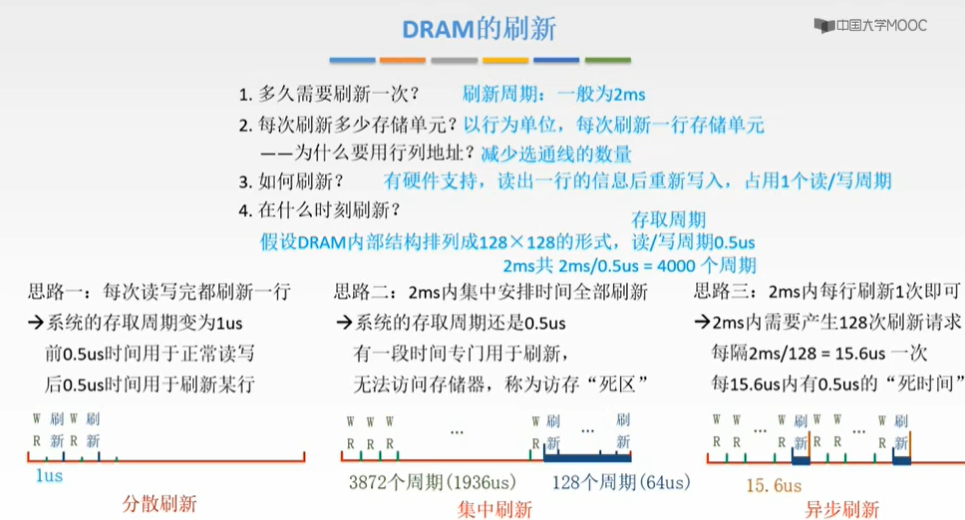 DRAM的刷新
中国大学MOOC
1. 多久需要刷新一次？ 刷新周期：一般为2ms
2. 每次刷新多少存储单元？以行为单位，每次刷新一行存储单元
——为什么要用行列地址？减少选通线的数量
3. 如何刷新？ 有硬件支持，读出一行的信息后重新写入，占用1个读/写周期
4. 在什么时刻刷新？
存取周期
假设DRAM内部结构排列成128×128的形式，读/写周期0.5us
2ms共 2ms/0.5us = 4000 个周期
思路一：每次读写完都刷新一行
→系统的存取周期变为1us
前0.5us时间用于正常读写
后0.5us时间用于刷新某行
W 刷 W 刷
R 新 R 新
1us
分散刷新
思路二：2ms内集中安排时间全部刷新
→系统的存取周期还是0.5us
有一段时间专门用于刷新，
无法访问存储器，称为访存“死区”
W W W W 刷 刷
R R R … R 新 … 新
3872个周期(1936us) 128个周期(64us)
集中刷新
思路三：2ms内每行刷新1次即可
→2ms内需要产生128次刷新请求
每隔2ms/128 = 15.6us 一次
每15.6us内有0.5us的“死时间”
W W W 刷 W W W 刷
R R … R 新 R R … R 新
15.6us
异步刷新